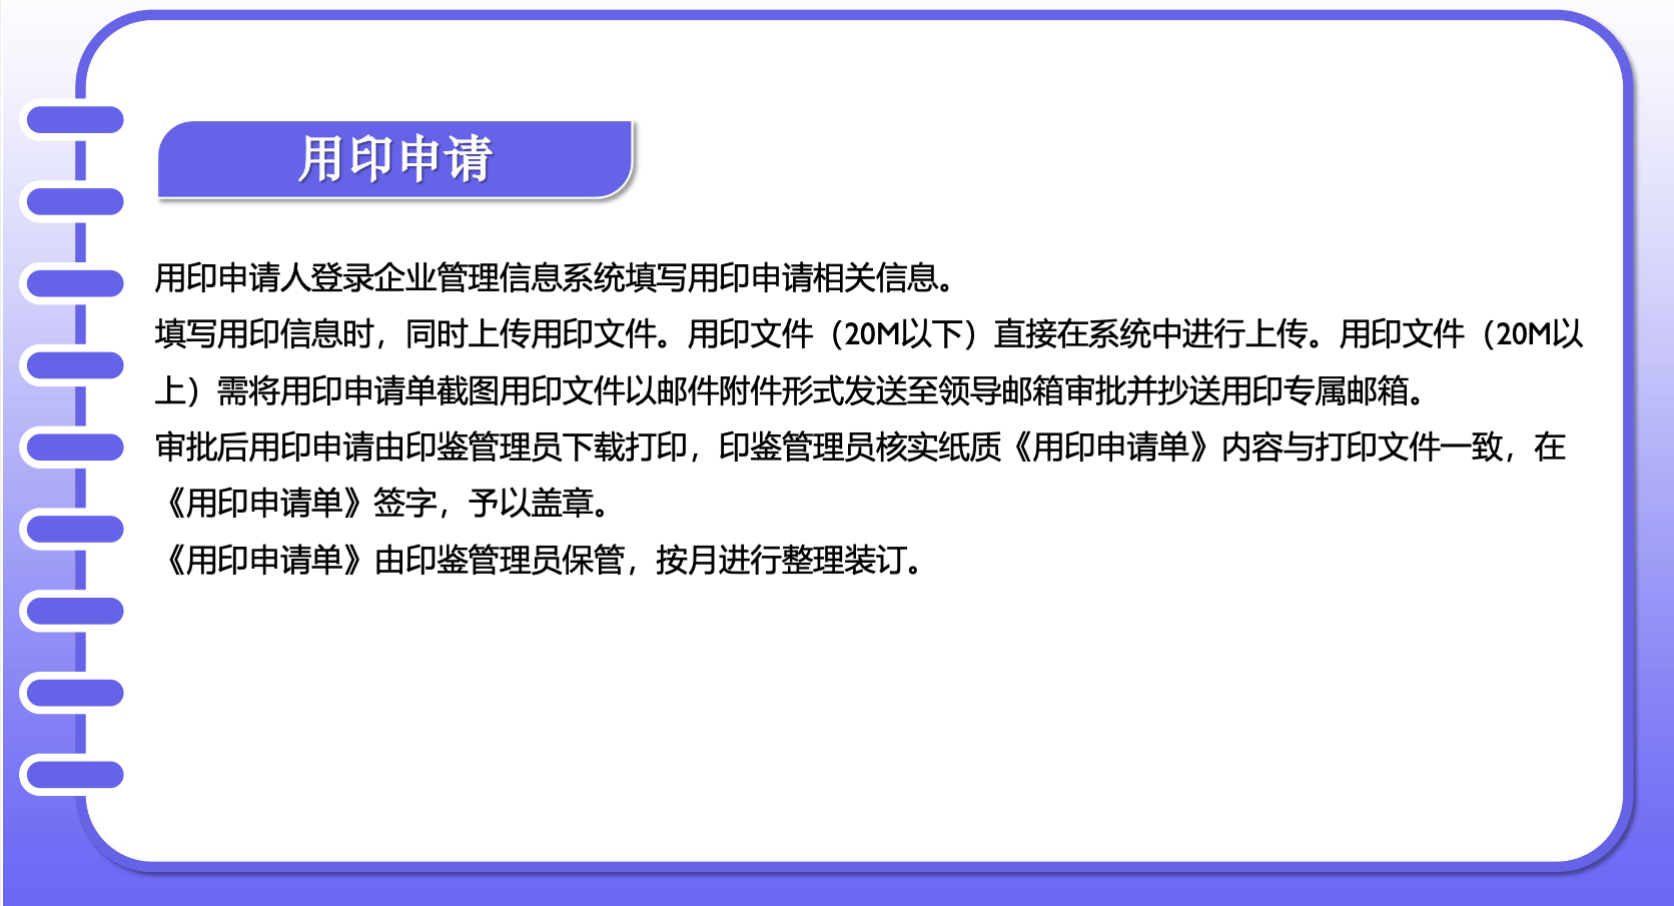 用印申请
用印申请人登录企业管理信息系统填写用印申请相关信息。
填写用印信息时，同时上传用印文件。用印文件（20M以下）直接在系统中进行上传。用印文件（20M以
上）需将用印申请单截图用印文件以邮件附件形式发送至领导邮箱审批并抄送用印专属邮箱。
审批后用印申请由印鉴管理员下载打印，印鉴管理员核实纸质《用印申请单》内容与打印文件一致，在
《用印申请单》签字，予以盖章。
《用印申请单》由印鉴管理员保管，按月进行整理装订。